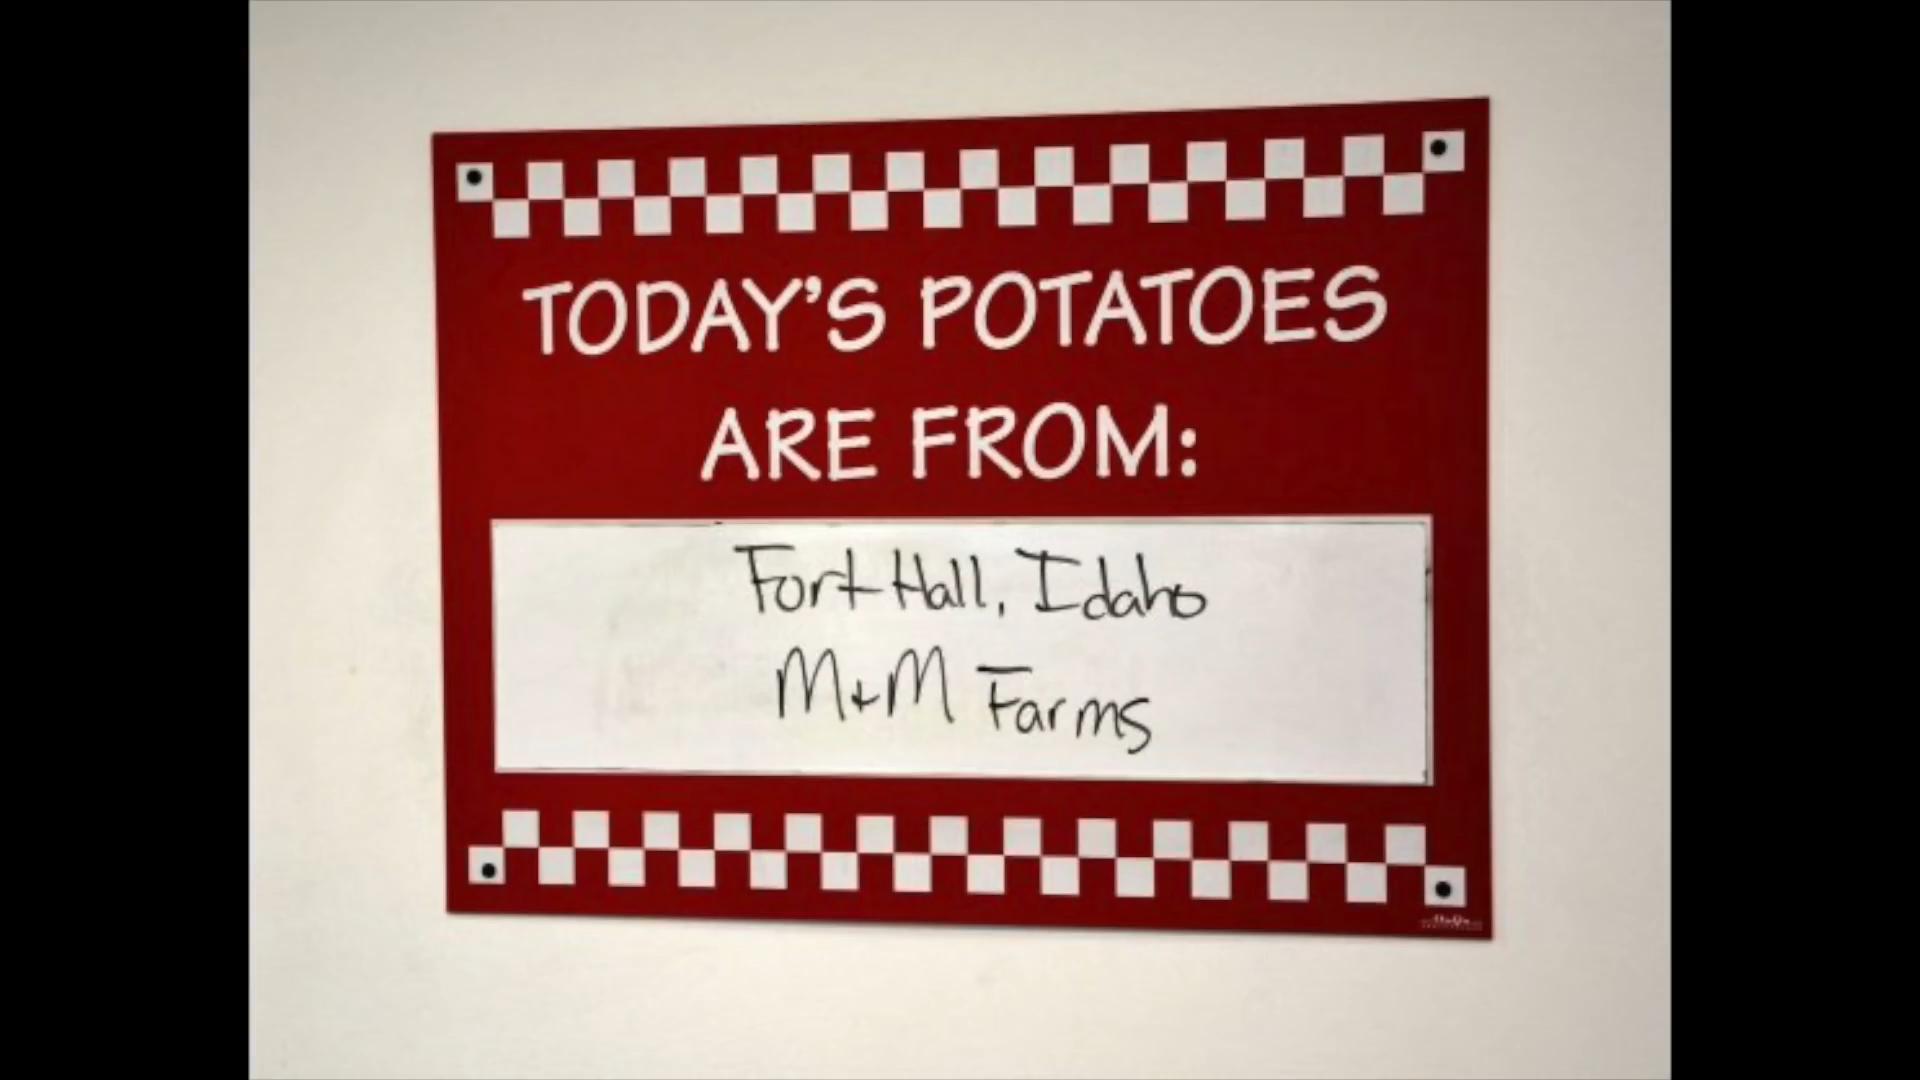 TODAY'S POTATOES
ARE FROM:
Fort Hall, Idaho
M+M Farms